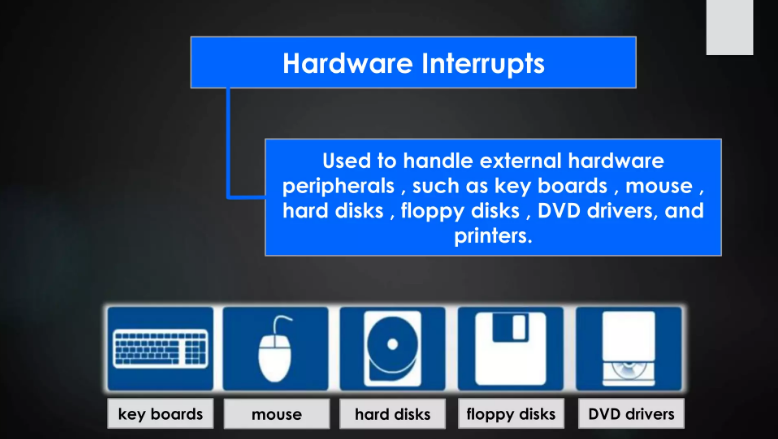 Hardware Interrupts
Used to handle external hardware
peripherals , such as key boards , mouse ,
hard disks , floppy disks , DVD drivers, and
printers.
key boards
mouse
hard disks
floppy disks
DVD drivers